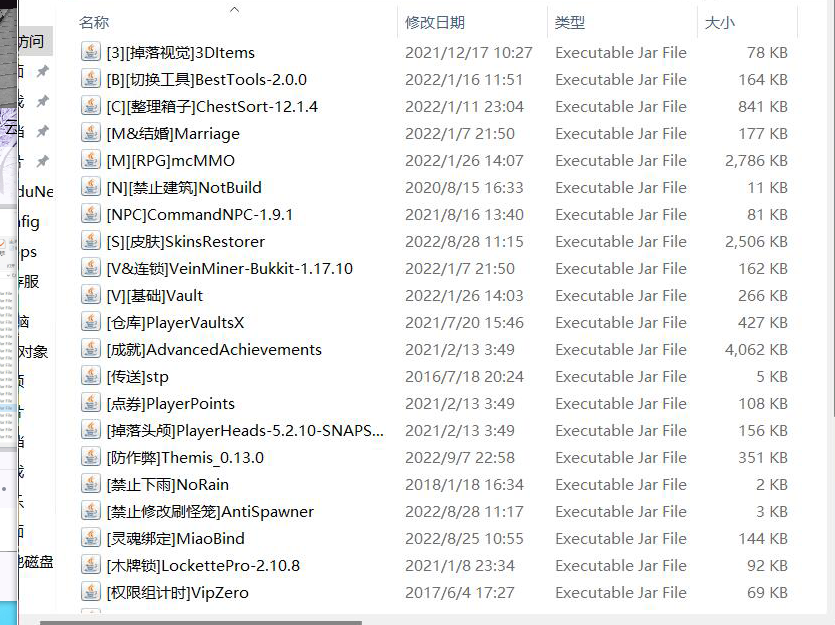 名称 修改日期 类型 大小
[3][掉落视觉]3DItems 2021/12/17 10:27 Executable Jar File 78 KB
[B][切换工具]BestTools-2.0.0 2022/1/16 11:51 Executable Jar File 164 KB
[C][整理箱子]ChestSort-12.1.4 2022/1/11 23:04 Executable Jar File 841 KB
[M&结婚]Marriage 2022/1/7 21:50 Executable Jar File 177 KB
[M][RPG]mcMMO 2022/1/26 14:07 Executable Jar File 2,786 KB
[N][禁止建筑]NotBuild 2020/8/15 16:33 Executable Jar File 11 KB
[NPC]CommandNPC-1.9.1 2021/8/16 13:40 Executable Jar File 81 KB
[S][皮肤]SkinsRestorer 2022/8/28 11:15 Executable Jar File 2,506 KB
[V&连锁]VeinMiner-Bukkit-1.17.10 2022/1/7 21:50 Executable Jar File 162 KB
[V][基础]Vault 2022/1/26 14:03 Executable Jar File 266 KB
[仓库]PlayerVaultsX 2021/7/20 15:46 Executable Jar File 427 KB
[成就]AdvancedAchievements 2021/2/13 3:49 Executable Jar File 4,062 KB
[传送]stp 2016/7/18 20:24 Executable Jar File 5 KB
[点券]PlayerPoints 2021/2/13 3:49 Executable Jar File 108 KB
[掉落头颅]PlayerHeads-5.2.10-SNAPS... 2021/2/13 3:49 Executable Jar File 156 KB
[防作弊]Themis_0.13.0 2022/9/7 22:58 Executable Jar File 351 KB
[禁止下雨]NoRain 2018/1/18 16:34 Executable Jar File 2 KB
[禁止修改刷怪笼]AntiSpawner 2022/8/28 11:17 Executable Jar File 3 KB
[灵魂绑定]MiaoBind 2022/8/25 10:55 Executable Jar File 144 KB
[木牌锁]LockettePro-2.10.8 2021/1/8 23:34 Executable Jar File 92 KB
[权限组计时]VipZero 2017/6/4 17:27 Executable Jar File 69 KB
访问
duNe
fig
ps
服
对象
磁盘